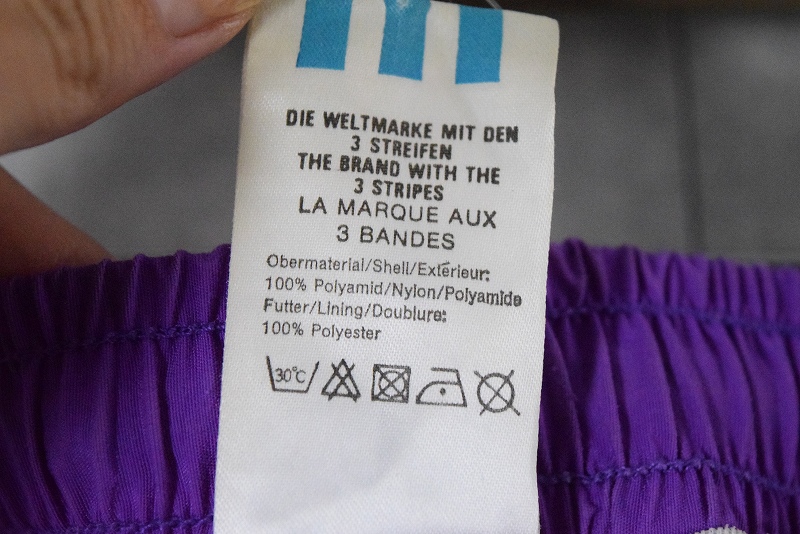 DIE WELTMARKE MIT DEN
3 STREIFEN
THE BRAND WITH THE
3 STRIPES
LA MARQUE AUX
3 BANDES
Obermaterial/Shell/Extérieur:
100% Polyamid/Nylon/Polyamide
Futter/Lining/Doublure:
100% Polyester
30°C